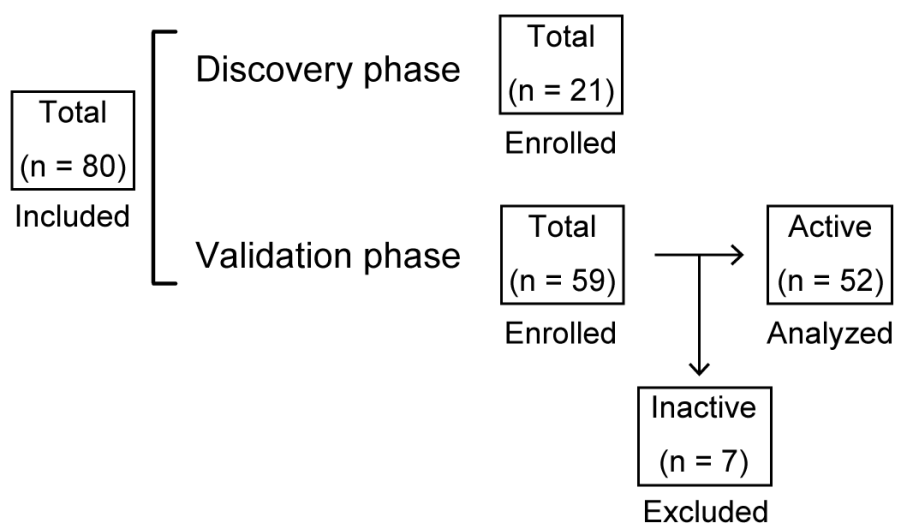 Total
(n = 80)
Included
Discovery phase
Total
(n = 21)
Enrolled
Validation phase
Total
(n = 59)
Enrolled
Active
(n = 52)
Analyzed
Inactive
(n = 7)
Excluded